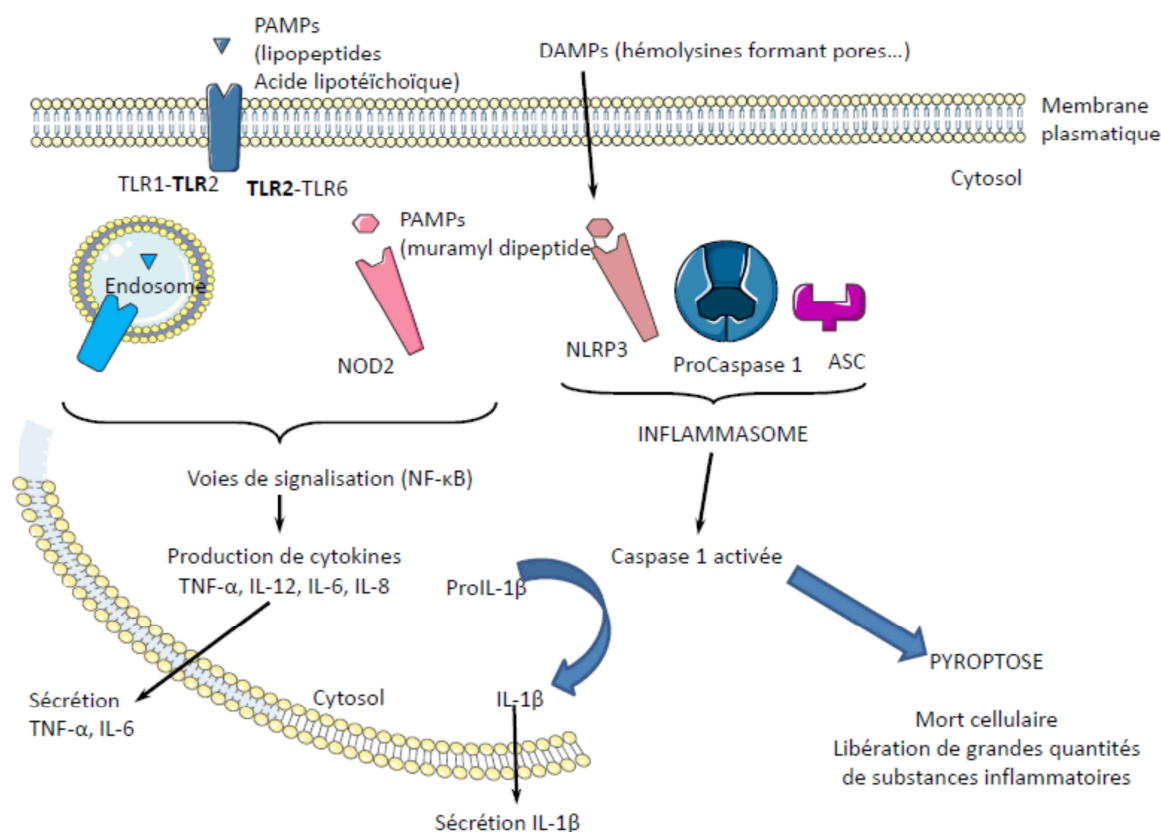 PAMPs
(lipopeptides
Acide lipotéïchoïque)
DAMPs (hémolysines formant pores...)
Membrane
plasmatique
Cytosol
TLR1-TLR2
TLR2-TLR6
PAMPs
(muramyl dipeptide
Endosome
NOD2
NLRP3
ProCaspase 1
ASC
INFLAMMASOME
Voies de signalisation (NF-κB)
Production de cytokines
TNF-α, IL-12, IL-6, IL-8
ProIL-1β
Caspase 1 activée
PYROPTOSE
Sécrétion
TNF-α, IL-6
Cytosol
IL-1β
Mort cellulaire
Libération de grandes quantités
de substances inflammatoires
Sécrétion IL-1β